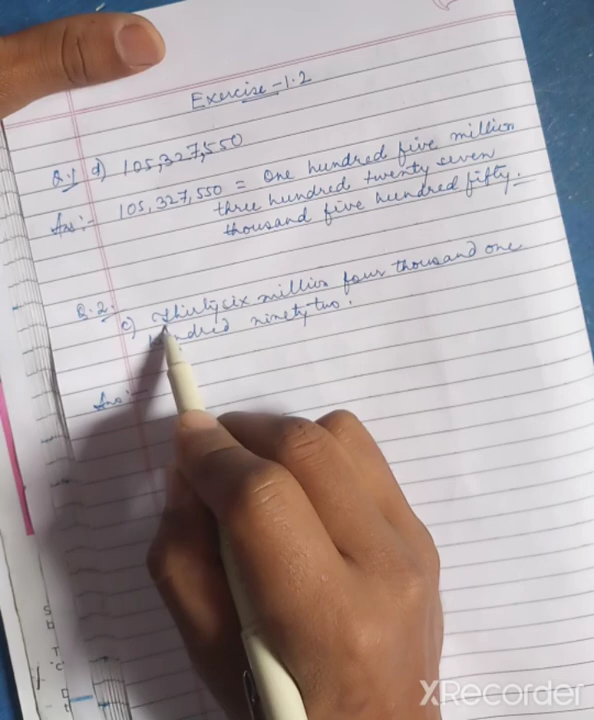 Exercise - 1.2
Q.1 d) 105,327,550
Ans:- 105,327,550 = One hundred five million
three hundred twenty seven
thousand five hundred fifty.
Q.2.
c) Thirty six million four thousand one
hundred ninety two.
Ans:-
XRecorder